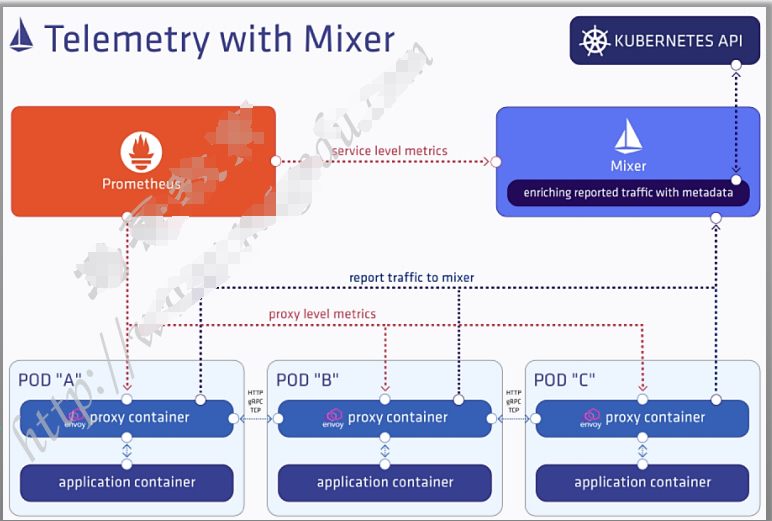 Telemetry with Mixer
KUBERNETES API
Prometheus
service level metrics
Mixer
enriching reported traffic with metadata
report traffic to mixer
proxy level metrics
POD "A"
POD "B"
POD "C"
HTTP
gRPC
TCP
HTTP
gRPC
TCP
envoy proxy container
envoy proxy container
envoy proxy container
application container
application container
application container
http://